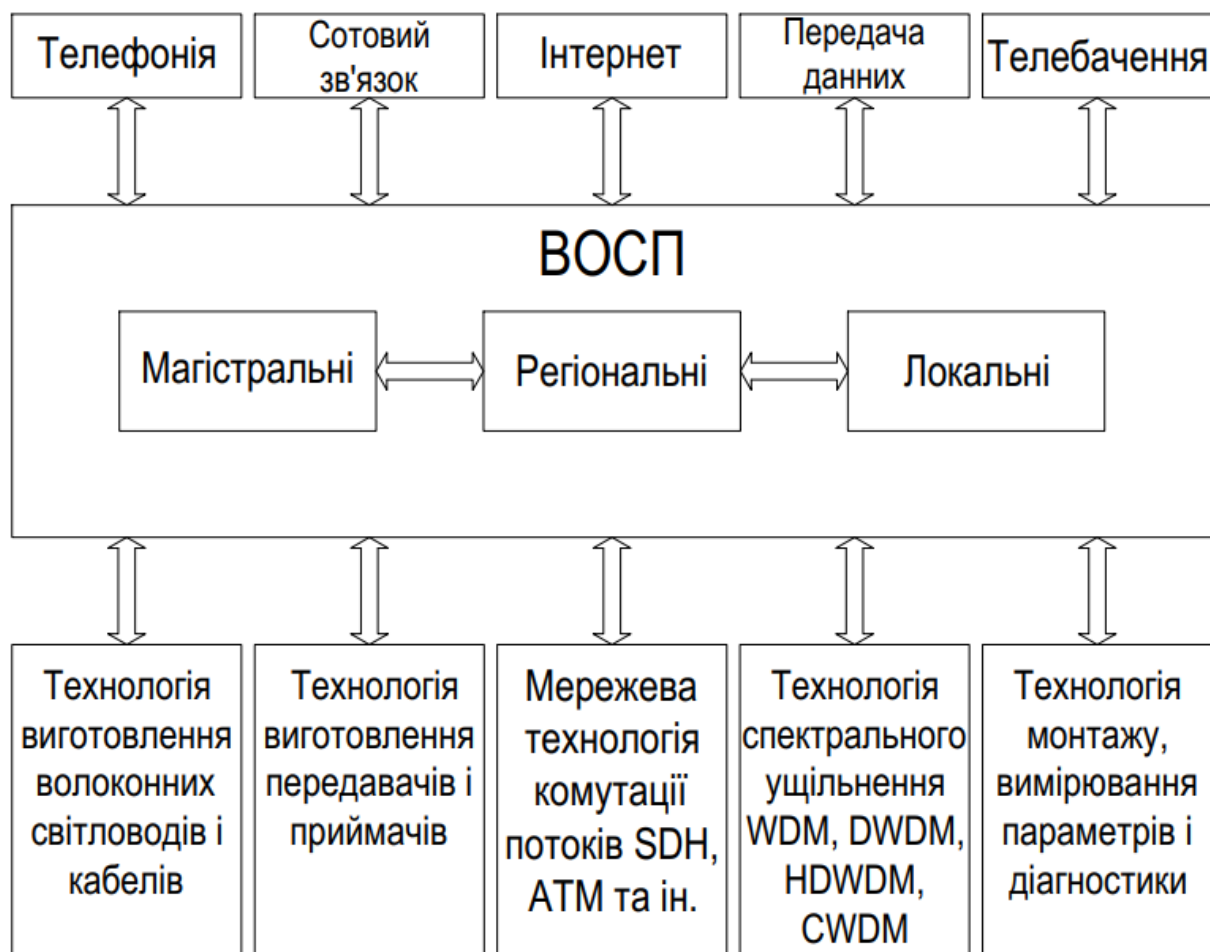 Телефонія
Сотовий
зв'язок
Інтернет
Передача
данних
Телебачення
ВОСП
Магістральні
Регіональні
Локальні
Технологія
виготовлення
волоконних
світловодів і
кабелів
Технологія
виготовлення
передавачів і
приймачів
Мережева
технологія
комутації
потоків SDH,
ATM та ін.
Технологія
спектрального
ущільнення
WDM, DWDM,
HDWDM,
CWDM
Технологія
монтажу,
вимірювання
параметрів і
діагностики